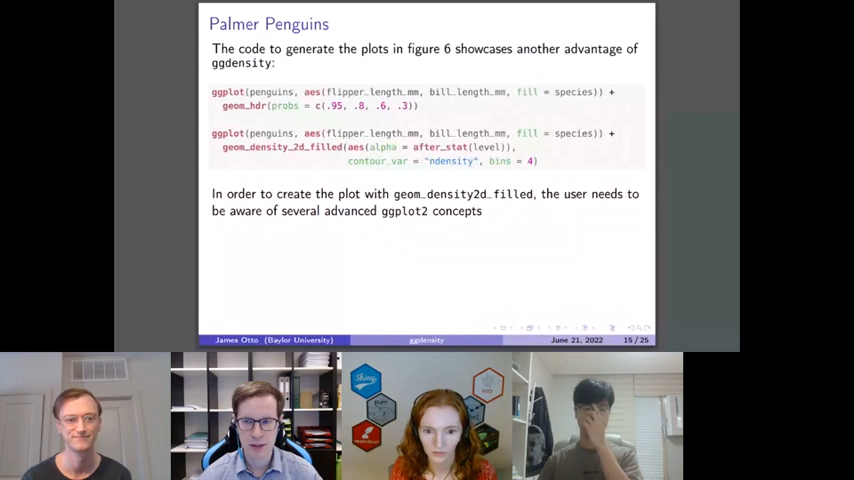 Palmer Penguins
The code to generate the plots in figure 6 showcases another advantage of
ggdensity:
ggplot(penguins, aes(flipper_length_mm, bill_length_mm, fill = species)) +
geom_hdr(probs = c(.95, .8, .6, .3))
ggplot(penguins, aes(flipper_length_mm, bill_length_mm, fill = species)) +
geom_density_2d_filled(aes(alpha = after_stat(level)),
contour_var = "ndensity", bins = 4)
In order to create the plot with geom_density2d_filled, the user needs to
be aware of several advanced ggplot2 concepts
James Otto (Baylor University)
ggdensity
June 21, 2022
15 / 25
Shiny
purrr